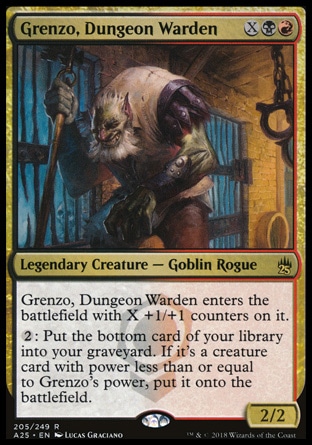 Grenzo, Dungeon Warden X
Legendary Creature — Goblin Rogue
25
Grenzo, Dungeon Warden enters the
battlefield with X +1/+1 counters on it.
2: Put the bottom card of your library
into your graveyard. If it's a creature
card with power less than or equal
to Grenzo's power, put it onto the
battlefield.
2/2
205/249 R
A25 • EN Lucas Graciano
™ & © 2018 Wizards of the Coast